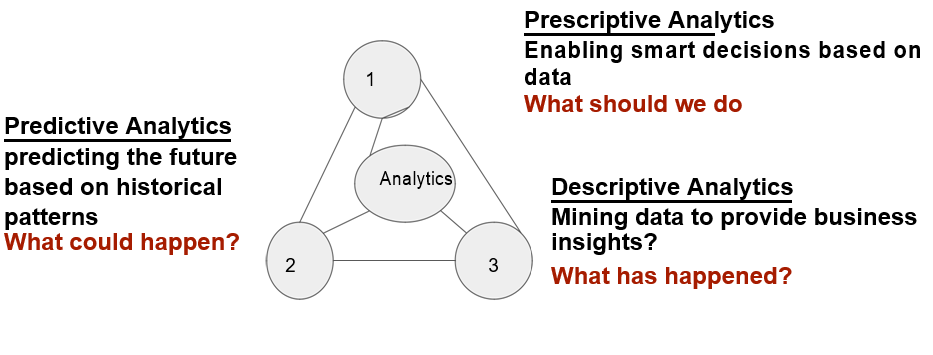 Prescriptive Analytics
Enabling smart decisions based on
data
What should we do
1
Predictive Analytics
predicting the future
based on historical
patterns
What could happen?
Analytics
Descriptive Analytics
Mining data to provide business
insights?
What has happened?
2
3